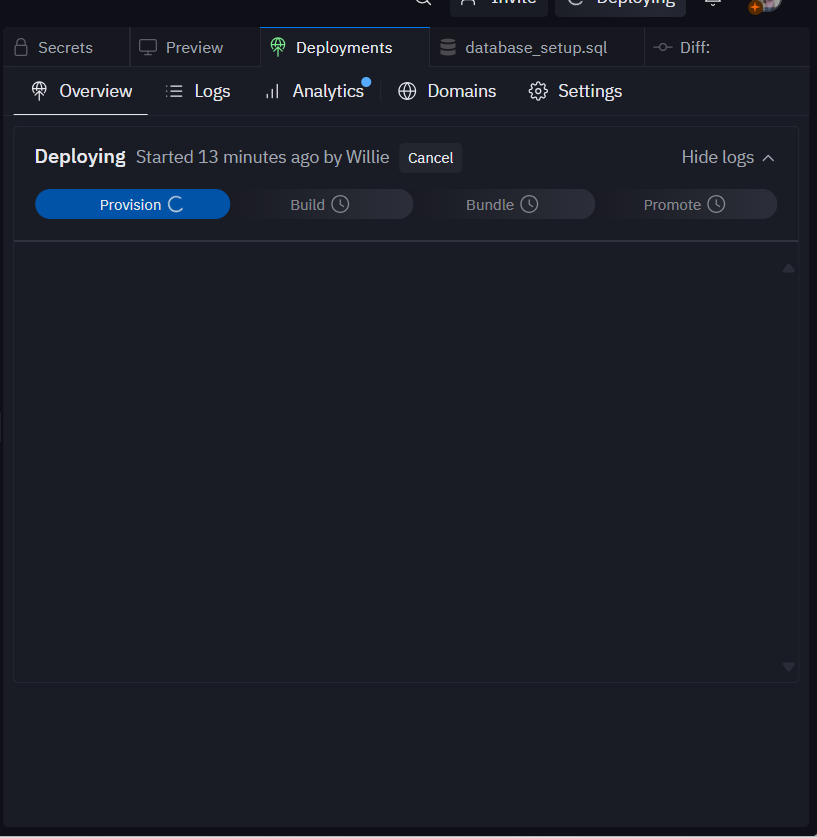 Invite Deploying
Secrets Preview Deployments database_setup.sql Diff:
Overview Logs Analytics Domains Settings
Deploying Started 13 minutes ago by Willie Cancel Hide logs
Provision Build Bundle Promote